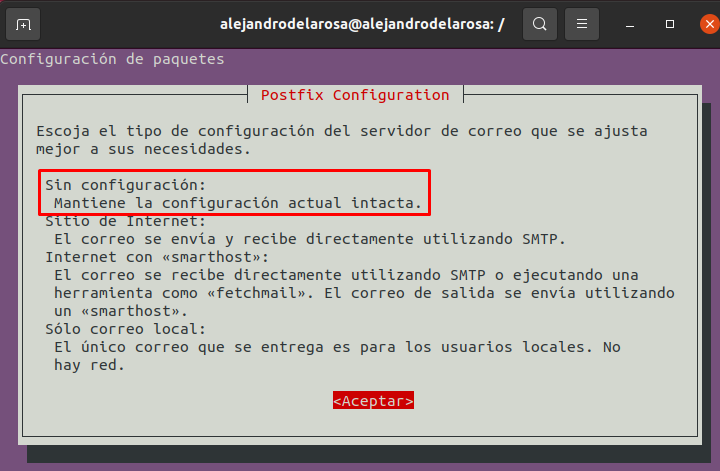 alejandrodelarosa@alejandrodelarosa: /
Configuración de paquetes
Postfix Configuration
Escoja el tipo de configuración del servidor de correo que se ajusta
mejor a sus necesidades.
Sin configuración:
Mantiene la configuración actual intacta.
Sitio de Internet:
El correo se envía y recibe directamente utilizando SMTP.
Internet con «smarthost»:
El correo se recibe directamente utilizando SMTP o ejecutando una
herramienta como «fetchmail». El correo de salida se envía utilizando
un «smarthost».
Sólo correo local:
El único correo que se entrega es para los usuarios locales. No
hay red.
<Aceptar>